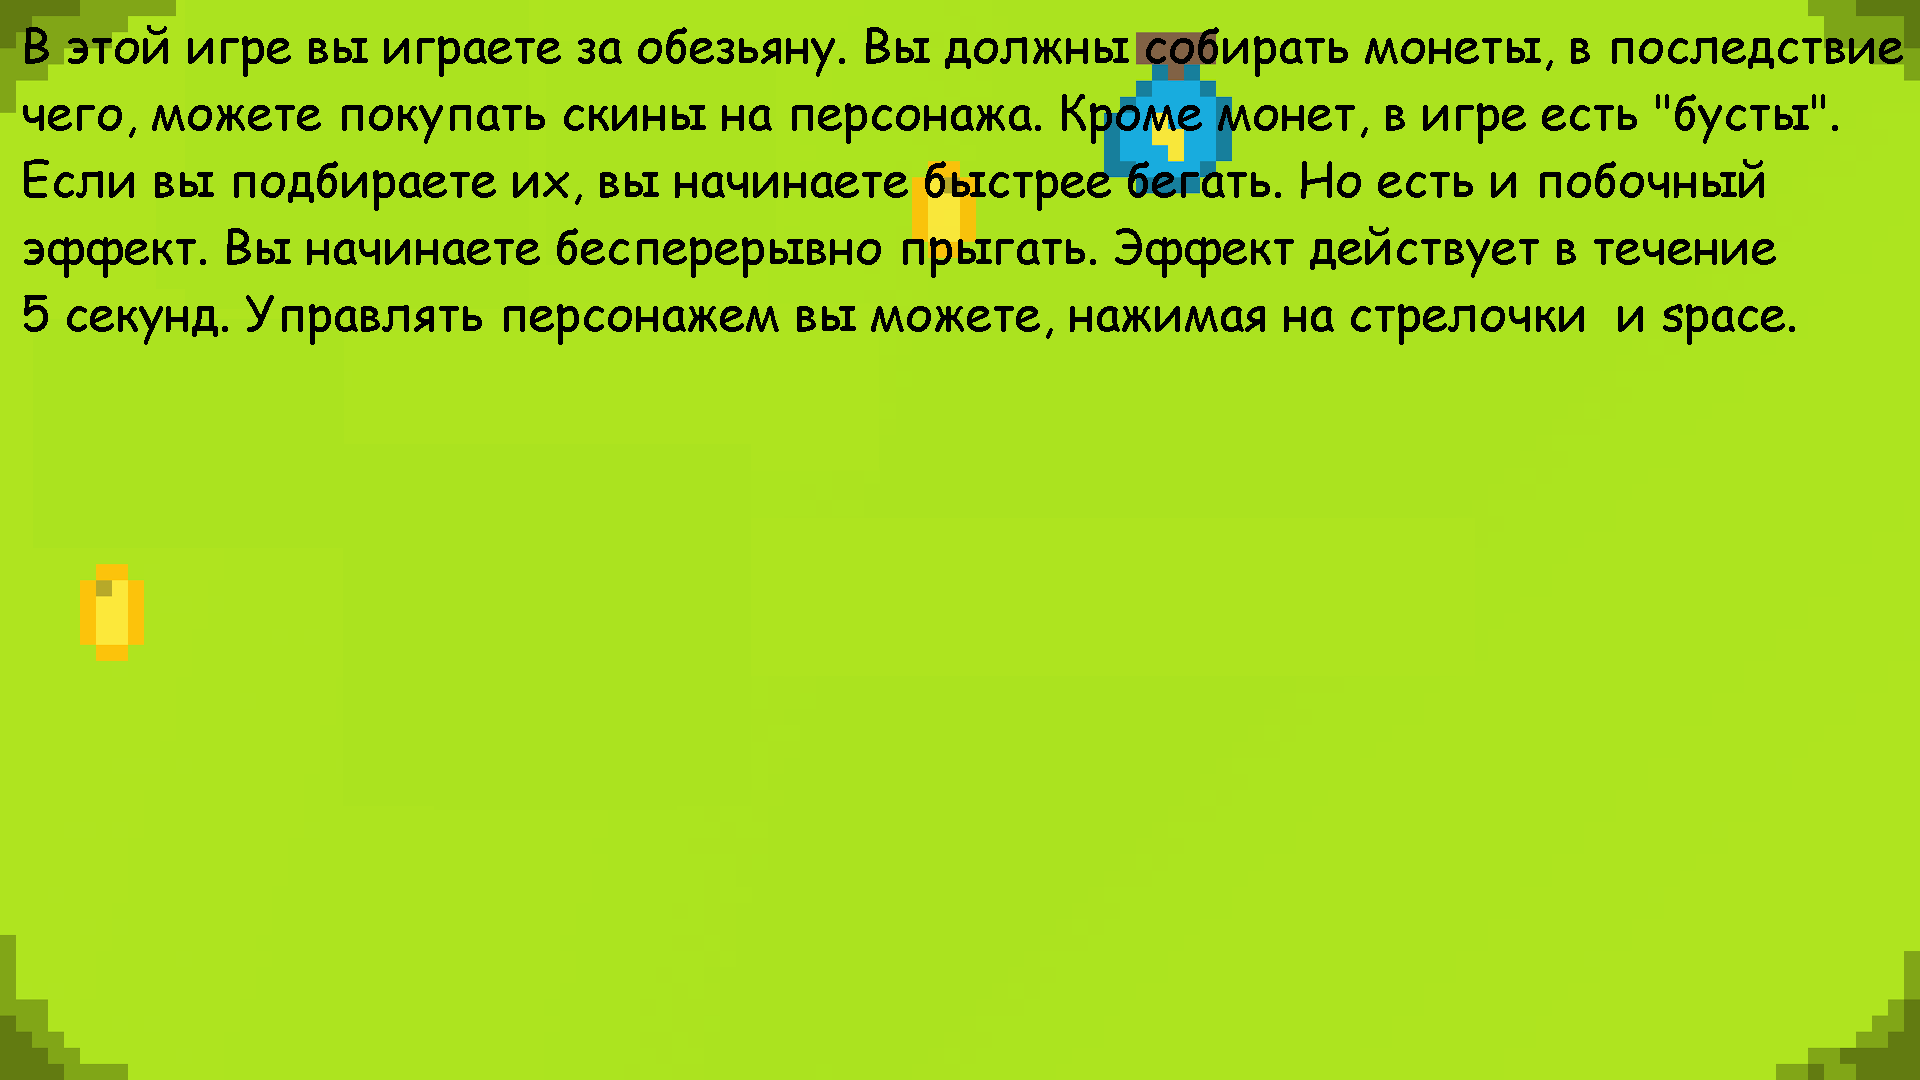 В этой игре вы играете за обезьяну. Вы должны собирать монеты, в последствие
чего, можете покупать скины на персонажа. Кроме монет, в игре есть "бусты".
Если вы подбираете их, вы начинаете быстрее бегать. Но есть и побочный
эффект. Вы начинаете бесперерывно прыгать. Эффект действует в течение
5 секунд. Управлять персонажем вы можете, нажимая на стрелочки  и space.